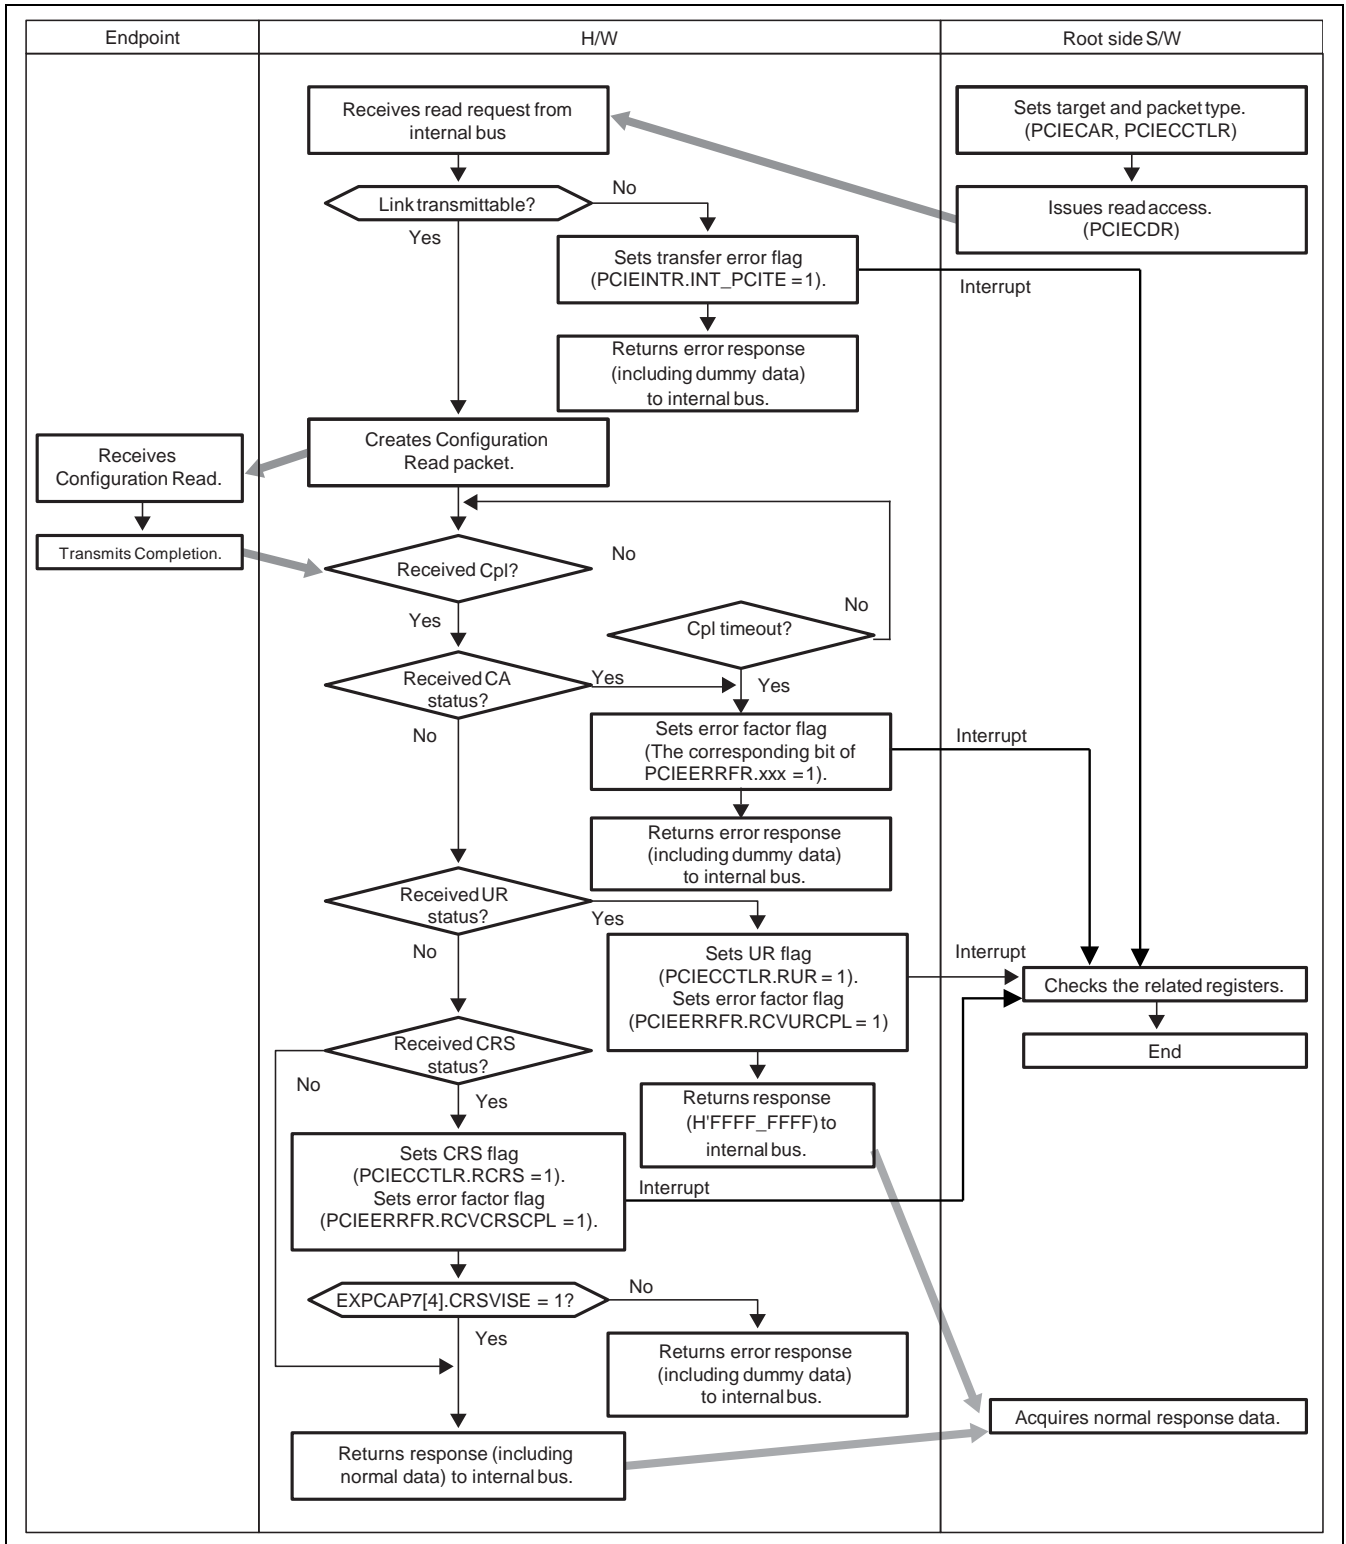 Endpoint
H/W
Root side S/W
Receives read request from
internal bus
Sets target and packet type.
(PCIECAR, PCIECCTLR)
Link transmittable?
No
Yes
Issues read access.
(PCIECDR)
Sets transfer error flag
(PCIEINTR.INT_PCITE = 1).
Interrupt
Returns error response
(including dummy data)
to internal bus.
Creates Configuration
Read packet.
Receives
Configuration Read.
Transmits Completion.
Received Cpl?
No
Yes
Cpl timeout?
No
Received CA
status?
Yes
Yes
No
Sets error factor flag
(The corresponding bit of
PCIEERRFR.xxx = 1).
Interrupt
Returns error response
(including dummy data)
to internal bus.
Received UR
status?
Yes
No
Sets UR flag
(PCIECCTLR.RUR = 1).
Sets error factor flag
(PCIEERRFR.RCVURCPL = 1)
Interrupt
Checks the related registers.
End
Received CRS
status?
No
Yes
Returns response
(H'FFFF_FFFF) to
internal bus.
Sets CRS flag
(PCIECCTLR.RCRS = 1).
Sets error factor flag
(PCIEERRFR.RCVCRSCPL = 1).
Interrupt
EXPCAP7[4].CRSVISE = 1?
No
Yes
Returns error response
(including dummy data)
to internal bus.
Acquires normal response data.
Returns response (including
normal data) to internal bus.